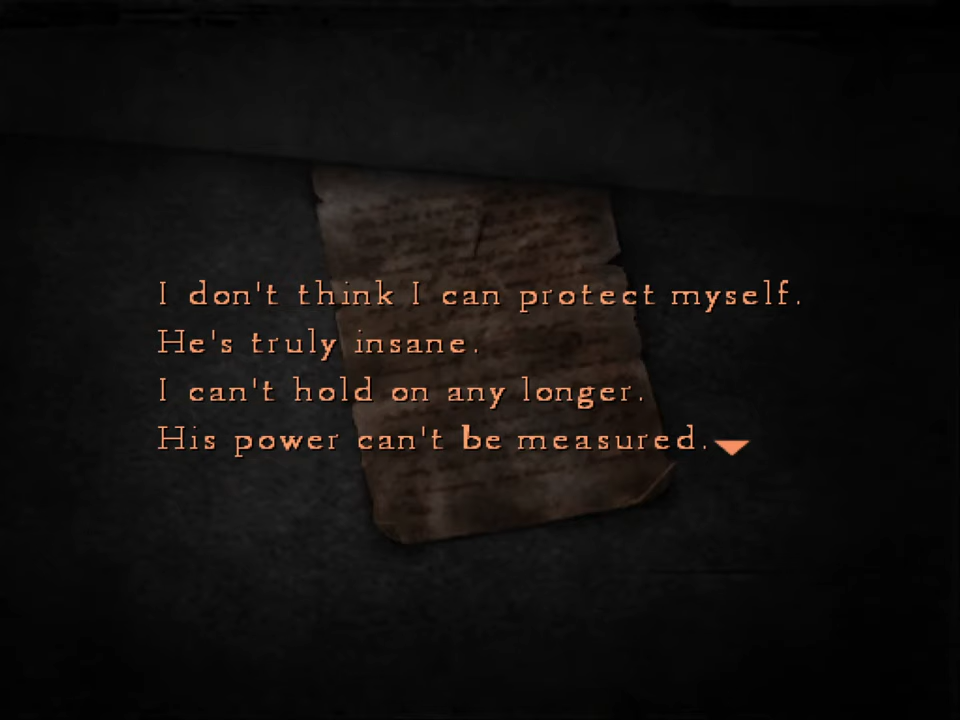 I don't think I can protect myself.
He's truly insane.
I can't hold on any longer.
His power can't be measured.